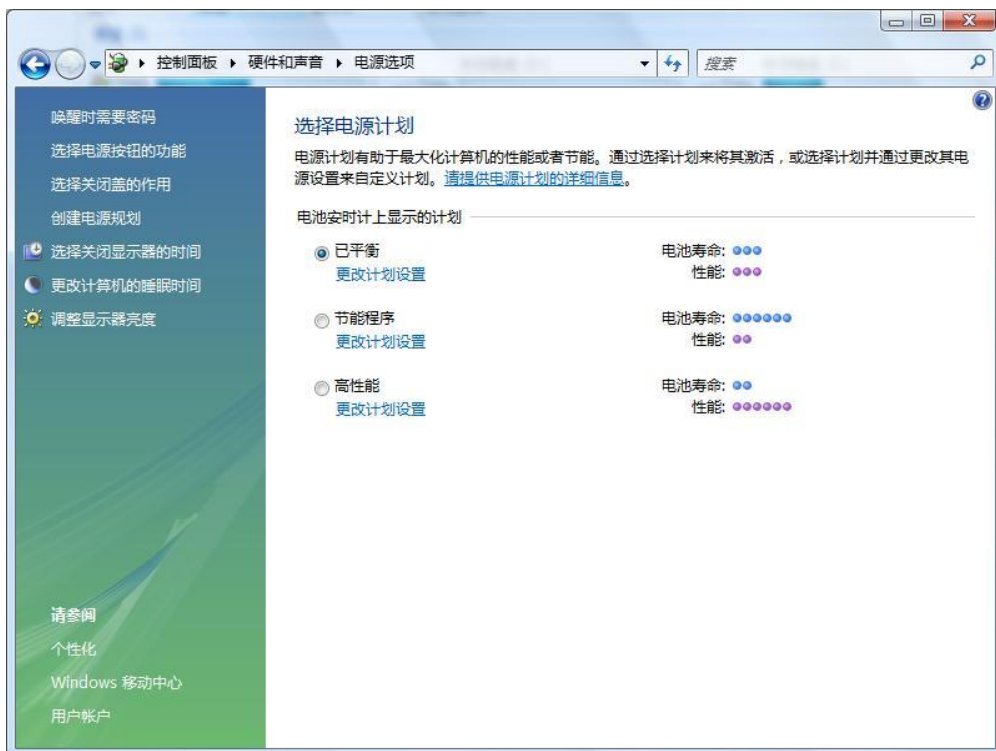 控制面板 硬件和声音 电源选项
搜索
唤醒时需要密码
选择电源按钮的功能
选择关闭盖的作用
创建电源规划
选择关闭显示器的时间
更改计算机的睡眠时间
调整显示器亮度
请参阅
个性化
Windows 移动中心
用户帐户
选择电源计划
电源计划有助于最大化计算机的性能或者节能。通过选择计划来将其激活，或选择计划并通过更改其电
源设置来自定义计划。请提供电源计划的详细信息。
电池安时计上显示的计划
已平衡 电池寿命:
更改计划设置 性能:
节能程序 电池寿命:
更改计划设置 性能:
高性能 电池寿命:
更改计划设置 性能: